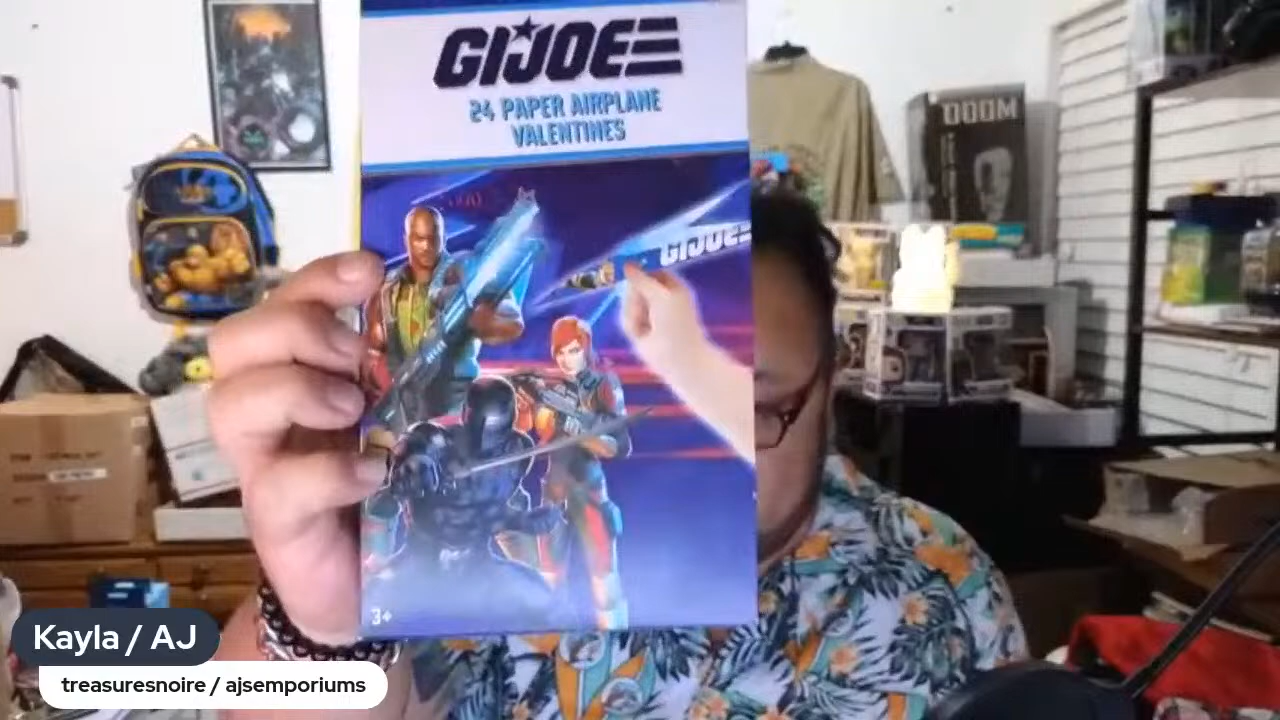 GIJOE
24 PAPER AIRPLANE
VALENTINES
DOOM
GIJOE
3+
Kayla / AJ
treasuresnoire / ajsemporiums